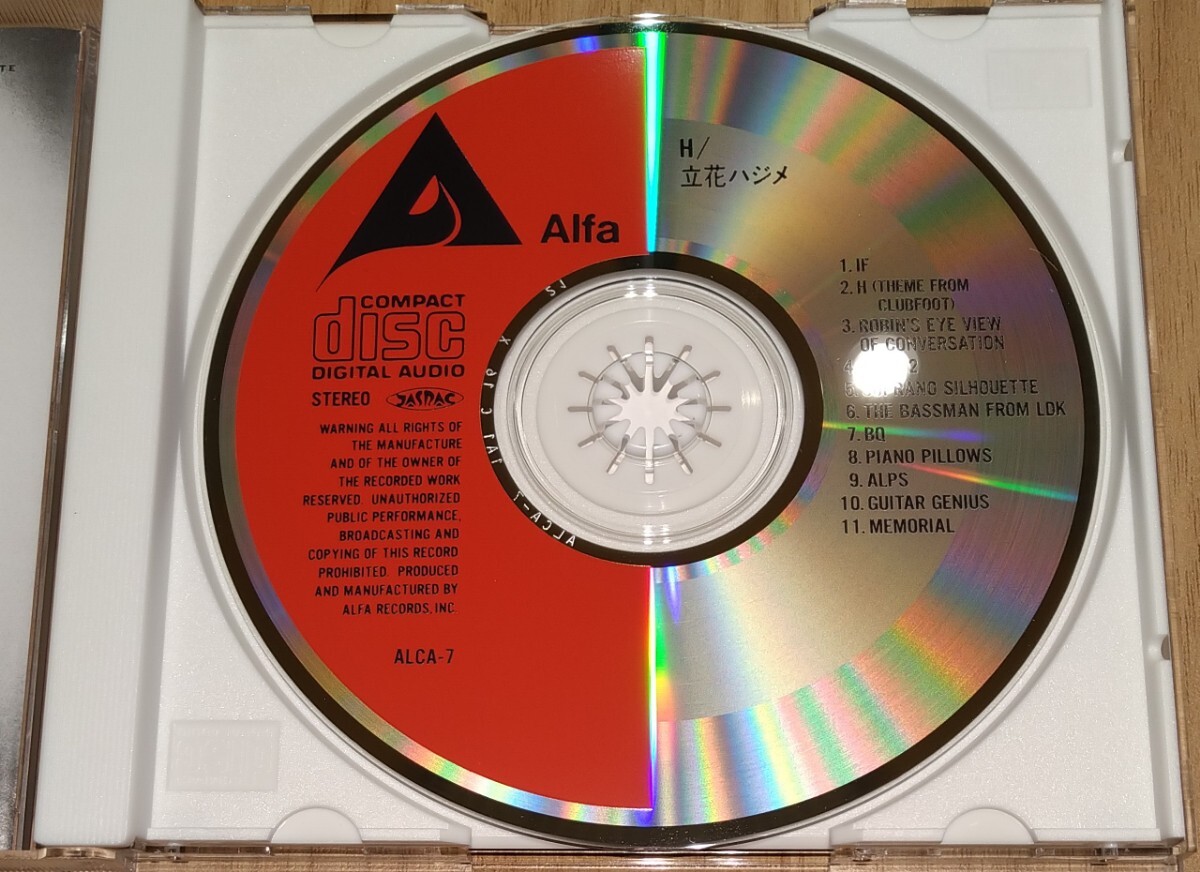 TE
Alfa
COMPACT
disc
DIGITAL AUDIO
STEREO JASRAC
WARNING ALL RIGHTS OF
THE MANUFACTURE
AND OF THE OWNER OF
THE RECORDED WORK
RESERVED. UNAUTHORIZED
PUBLIC PERFORMANCE,
BROADCASTING AND
COPYING OF THIS RECORD
PROHIBITED. PRODUCED
AND MANUFACTURED BY
ALFA RECORDS, INC.
ALCA-7
H/
立花ハジメ
1. IF
2. H (THEME FROM
CLUBFOOT)
3. ROBIN'S EYE VIEW
OF CONVERSATION
2
SILHOUETTE
6. THE BASSMAN FROM LDK
7. BQ
8. PIANO PILLOWS
9. ALPS
10. GUITAR GENIUS
11. MEMORIAL